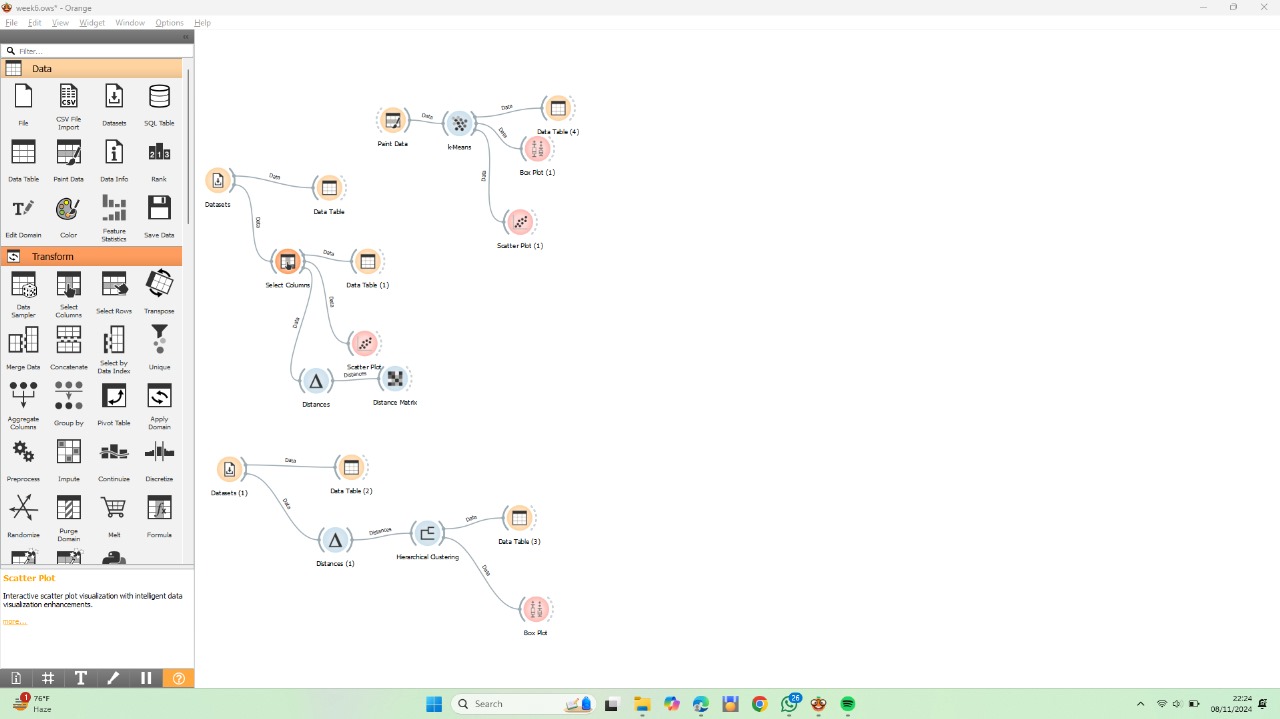 week6.ows* - Orange
File Edit View Widget Window Options Help
Filter...
Data
File
CSV File
Import
Datasets
SQL Table
Data Table
Paint Data
Data Info
Rank
Edit Domain
Color
Feature
Statistics
Save Data
Transform
Data
Sampler
Select
Columns
Select Rows
Transpose
Merge Data
Concatenate
Select by
Data Index
Unique
Aggregate
Columns
Group by
Pivot Table
Apply
Domain
Preprocess
Impute
Continuize
Discretize
Randomize
Purge
Domain
Melt
Formula
Scatter Plot
Interactive scatter plot visualization with intelligent data
visualization enhancements.
more...
Paint Data
Data
k-Means
Data
Data Table (4)
Data
Box Plot (1)
Data
Scatter Plot (1)
Datasets
Data
Data Table
Data
Select Columns
Data
Data Table (1)
Data
Scatter Plot
Data
Distances
Distances
Distance Matrix
Datasets (1)
Data
Data Table (2)
Data
Distances (1)
Distances
Hierarchical Clustering
Data
Data Table (3)
Data
Box Plot
1
76°F
Haze
Search
26
22:24
08/11/2024